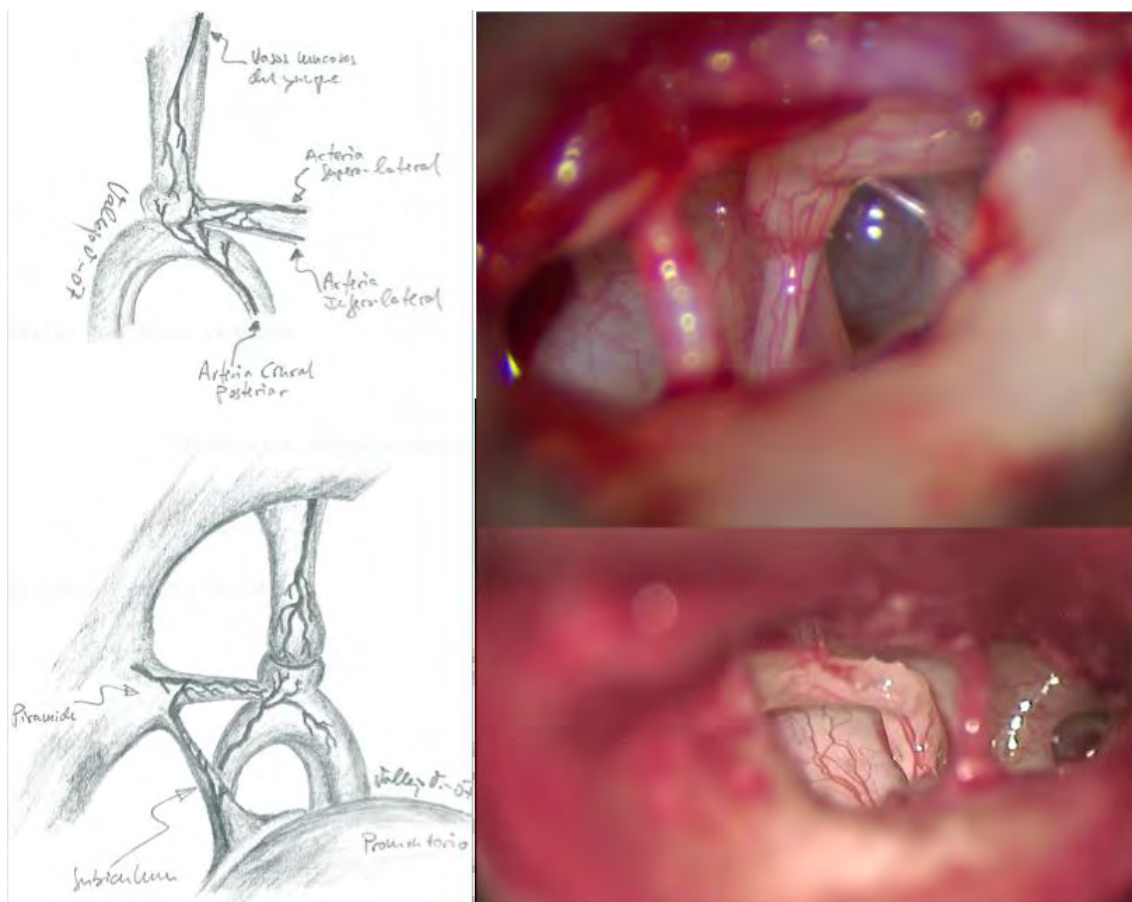 Vasos mucosos
del yunque
Arteria
Supero-lateral
Vallejo V.-07
Arteria
Infero-lateral
Arteria Crural
Posterior
Piramide
Vallejo V.-07
Promontorio
Subiculum